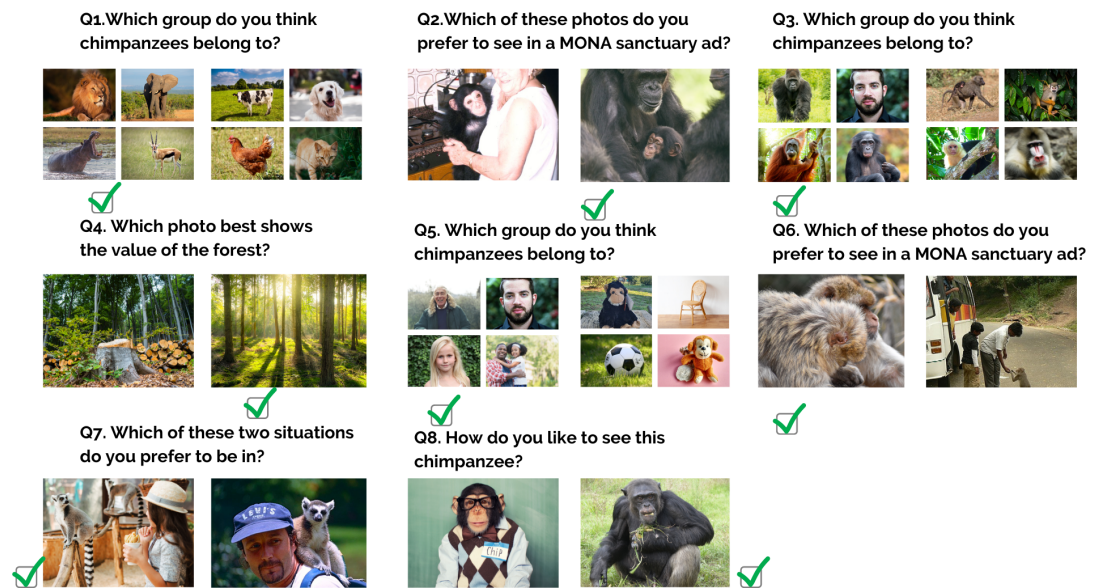 Q1.Which group do you think
chimpanzees belong to?
Q2.Which of these photos do you
prefer to see in a MONA sanctuary ad?
Q3. Which group do you think
chimpanzees belong to?
Q4. Which photo best shows
the value of the forest?
Q5. Which group do you think
chimpanzees belong to?
Q6. Which of these photos do you
prefer to see in a MONA sanctuary ad?
Q7. Which of these two situations
do you prefer to be in?
LEVI'S
Q8. How do you like to see this
chimpanzee?
Chip